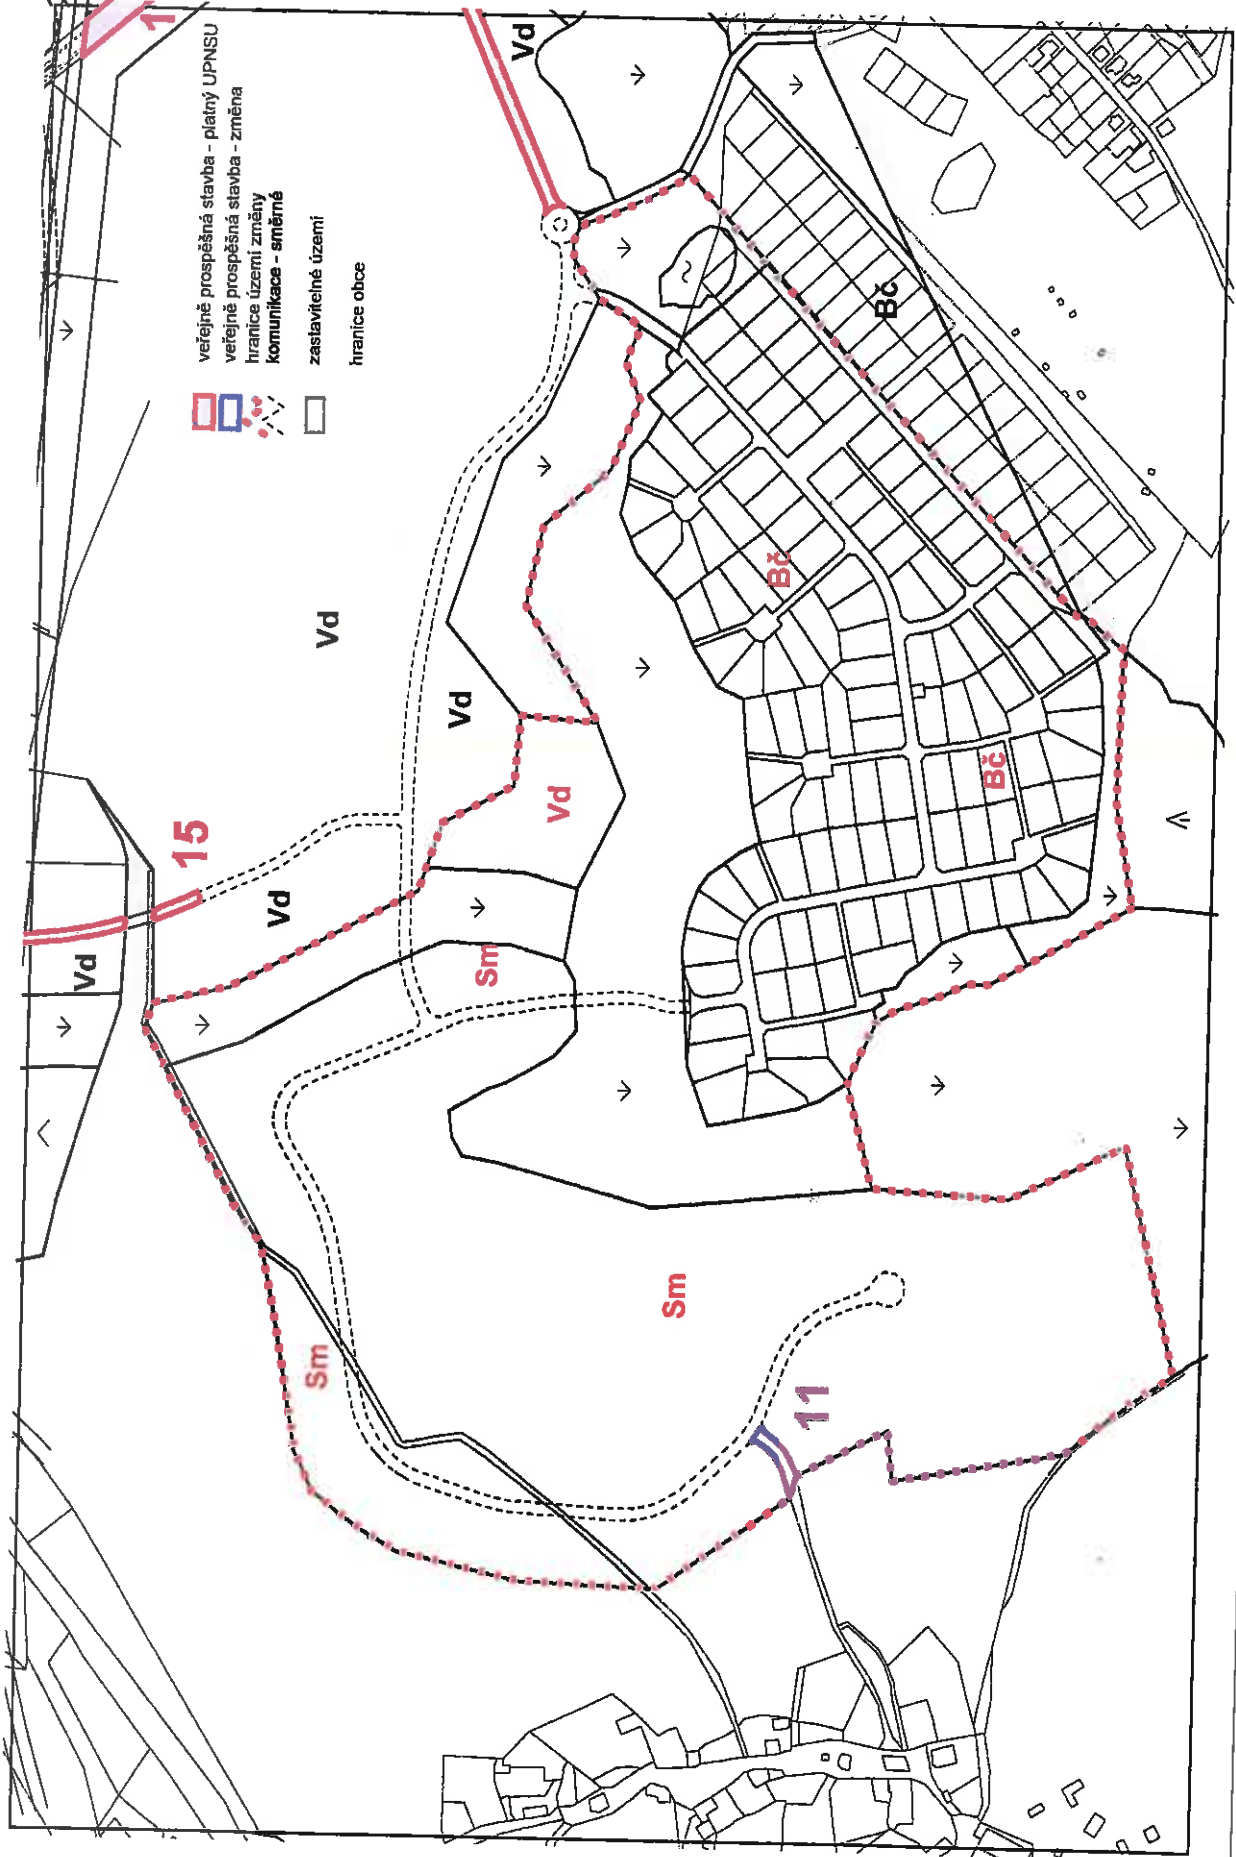 veřejně prospěšná stavba - platný UPNSU
veřejně prospěšná stavba - změna
hranice území změny
komunikace - směrné
zastavitelné území
hranice obce
1
Vd
15
Vd
Vd
Vd
Vd
Vd
Sm
Sm
Sm
11
Bč
Bč
Bč